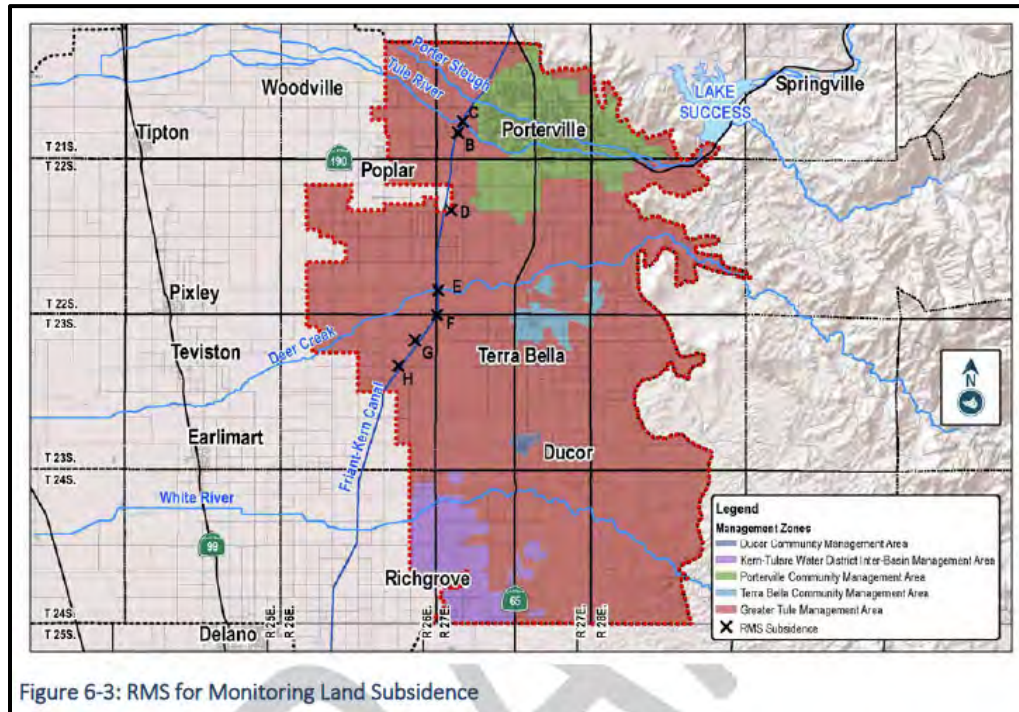 Springville
LAKE
SUCCESS
Porter Slough
Tule River
Woodville
Tipton
C
B
Porterville
T 21S.
T 22S.
190
Poplar
D
E
Pixley
T 22S.
T 23S.
F
Deer Creek
Teviston
G
Terra Bella
H
N
Friant-Kern Canal
Earlimart
Ducor
T 23S.
T 24S.
White River
99
Richgrove
65
T 24S.
T 25S.
Delano
R 25E.
R 26E.
R 26E.
R 27E.
R 27E.
R 28E.
Legend
Management Zones
Ducor Community Management Area
Kern-Tulare Water District Inter-Basin Management Area
Porterville Community Management Area
Terra Bella Community Management Area
Greater Tule Management Area
RMS Subsidence
Figure 6-3: RMS for Monitoring Land Subsidence